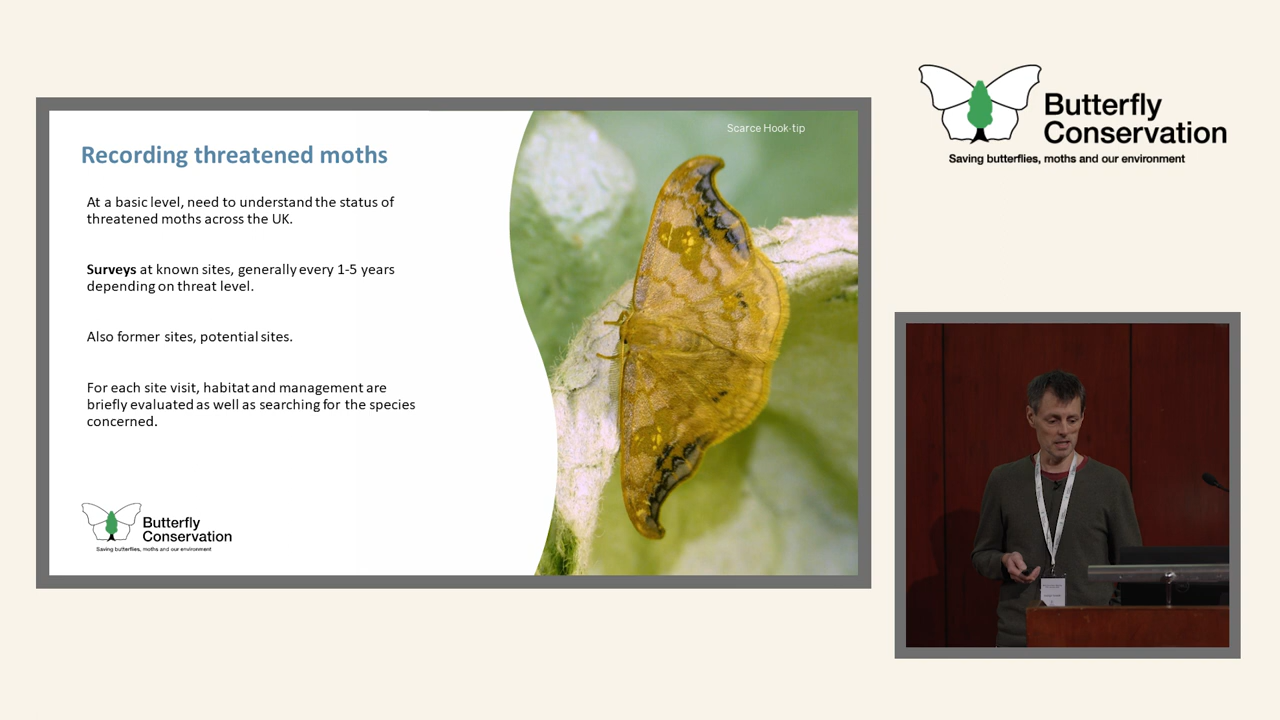 Recording threatened moths
At a basic level, need to understand the status of
threatened moths across the UK.
Surveys at known sites, generally every 1-5 years
depending on threat level.
Also former sites, potential sites.
For each site visit, habitat and management are
briefly evaluated as well as searching for the species
concerned.
Butterfly
Conservation
Saving butterflies, moths and our environment
Scarce Hook-tip
Butterfly
Conservation
Saving butterflies, moths and our environment